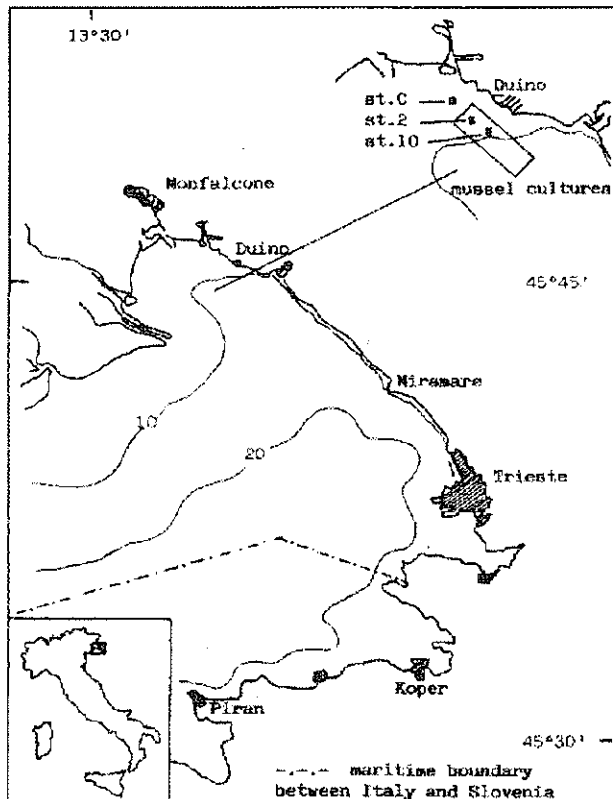 13°30'
Duino
st.C
st.2
st.10
mussel cultures
Monfalcone
Duino
45°45'
Miramare
10
20
Trieste
Koper
Piran
45°30'
maritime boundary
between Italy and Slovenia